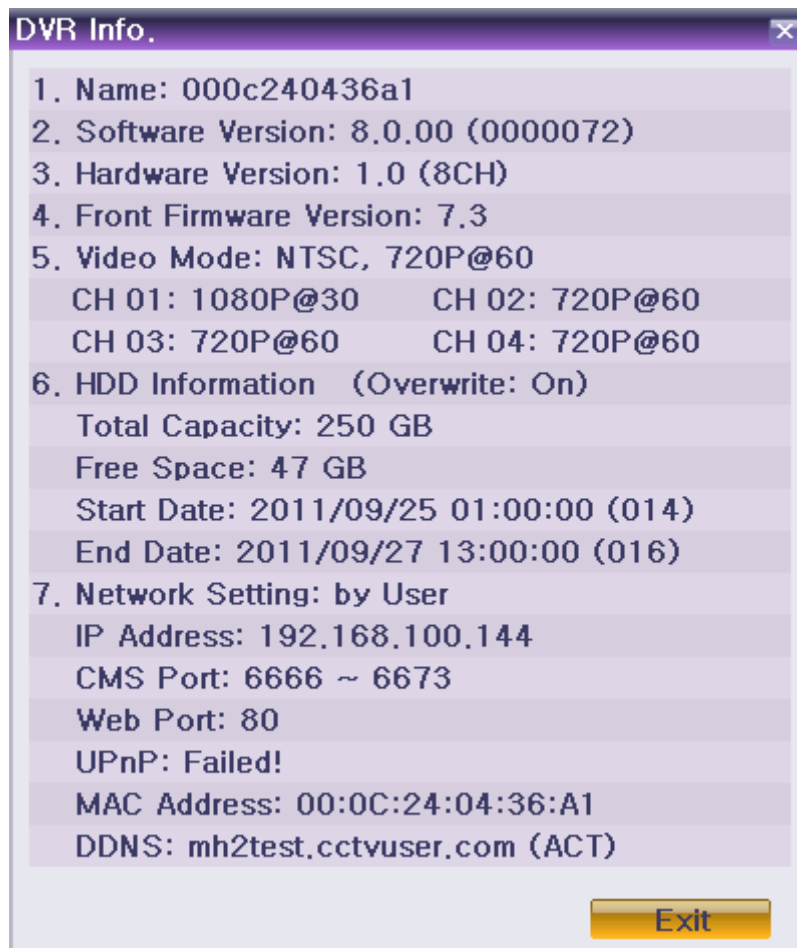 DVR Info.
1. Name: 000c240436a1
2. Software Version: 8.0.00 (0000072)
3. Hardware Version: 1.0 (8CH)
4. Front Firmware Version: 7.3
5. Video Mode: NTSC, 720P@60
CH 01: 1080P@30 CH 02: 720P@60
CH 03: 720P@60 CH 04: 720P@60
6. HDD Information (Overwrite: On)
Total Capacity: 250 GB
Free Space: 47 GB
Start Date: 2011/09/25 01:00:00 (014)
End Date: 2011/09/27 13:00:00 (016)
7. Network Setting: by User
IP Address: 192.168.100.144
CMS Port: 6666 ~ 6673
Web Port: 80
UPnP: Failed!
MAC Address: 00:0C:24:04:36:A1
DDNS: mh2test.cctvuser.com (ACT)
Exit